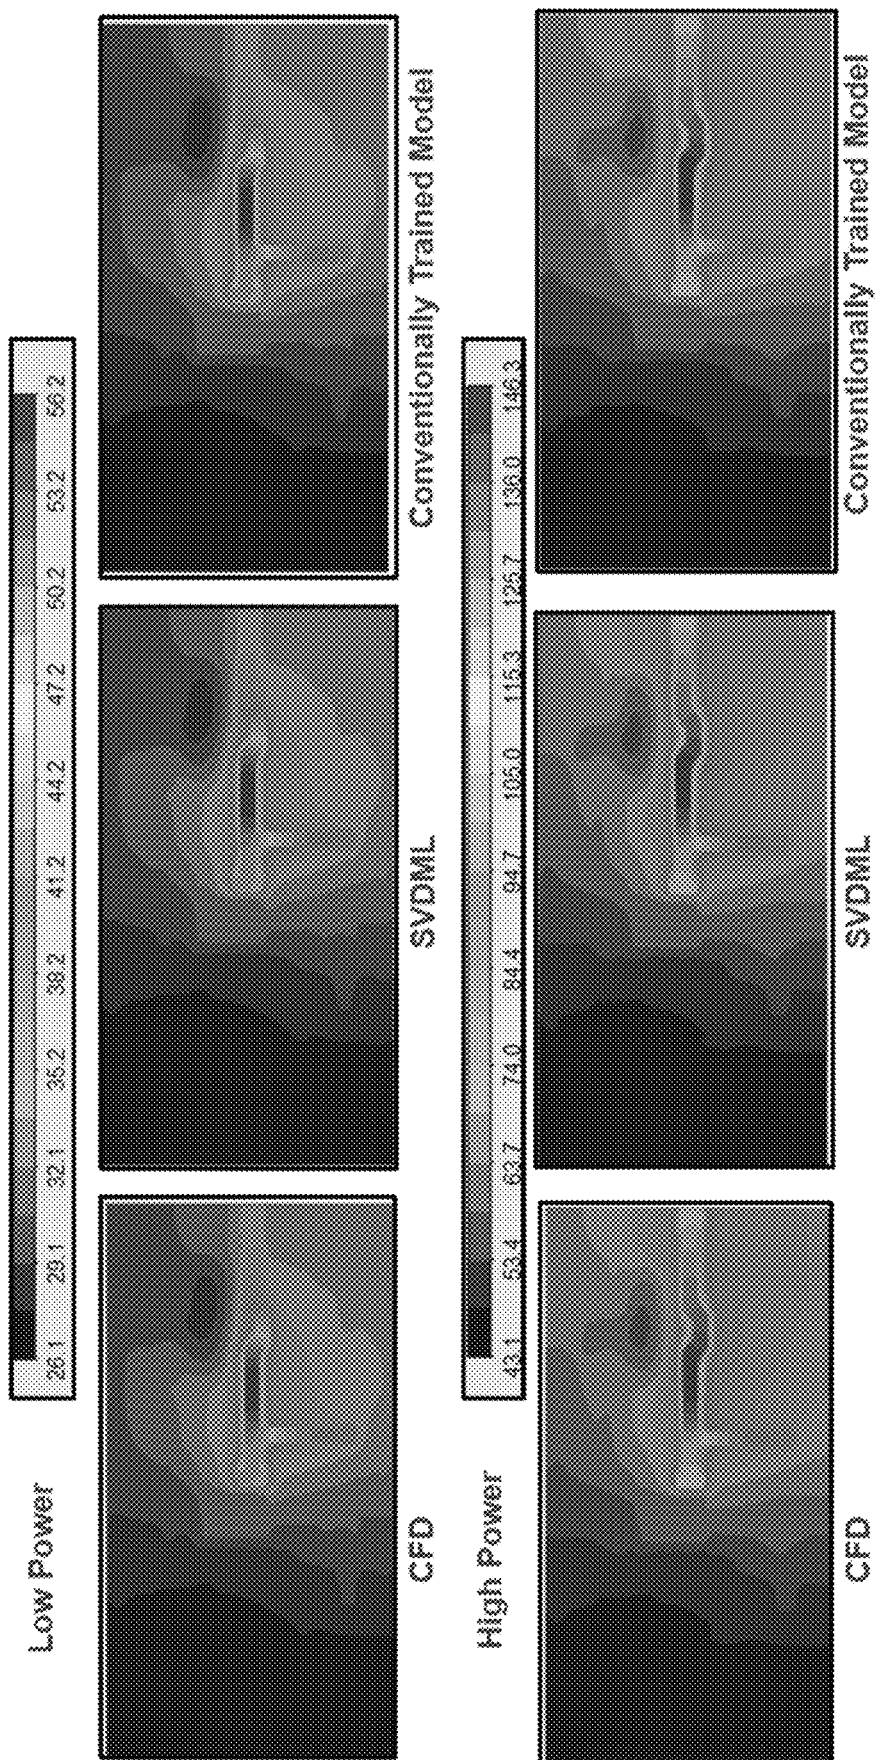 Low Power
26.1 29.1 32.1 35.2 38.2 41.2 44.2 47.2 50.2 53.2 56.2
CFD SVDML Conventionally Trained Model
High Power
43.1 53.4 63.7 74.0 84.4 94.7 105.0 115.3 125.7 136.0 146.3
CFD SVDML Conventionally Trained Model